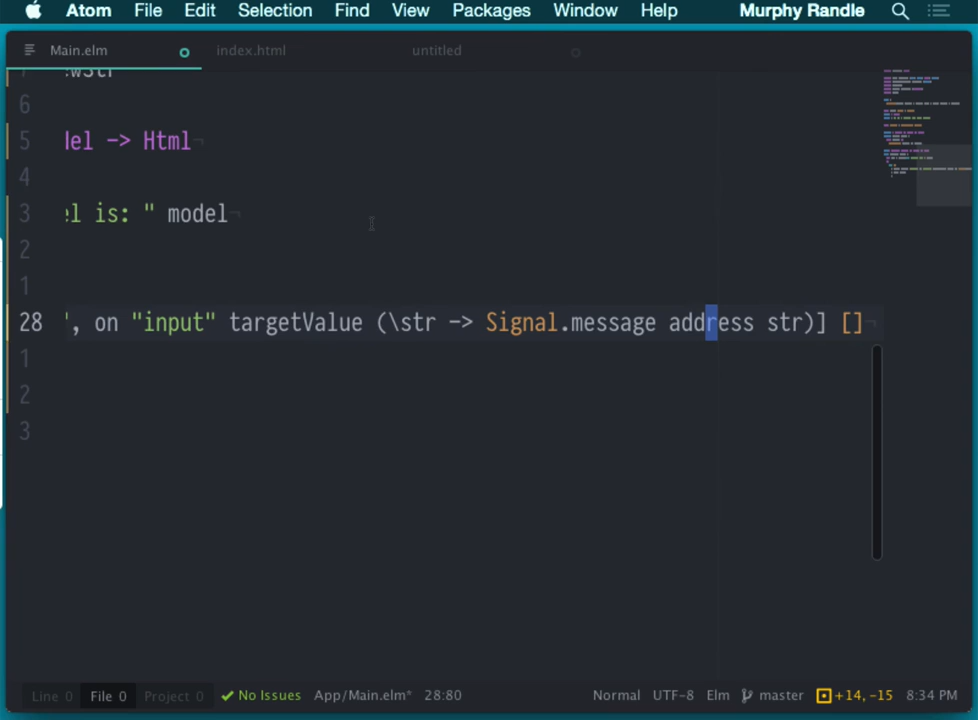 Atom File Edit Selection Find View Packages Window Help Murphy Randle
Main.elm index.html untitled
6
5 del -> Html
4
3 el is: " model
2
1
28 ", on "input" targetValue (\str -> Signal.message address str)] []
1
2
3
Line 0 File 0 Project 0 No Issues App/Main.elm* 28:80 Normal UTF-8 Elm master +14, -15 8:34 PM